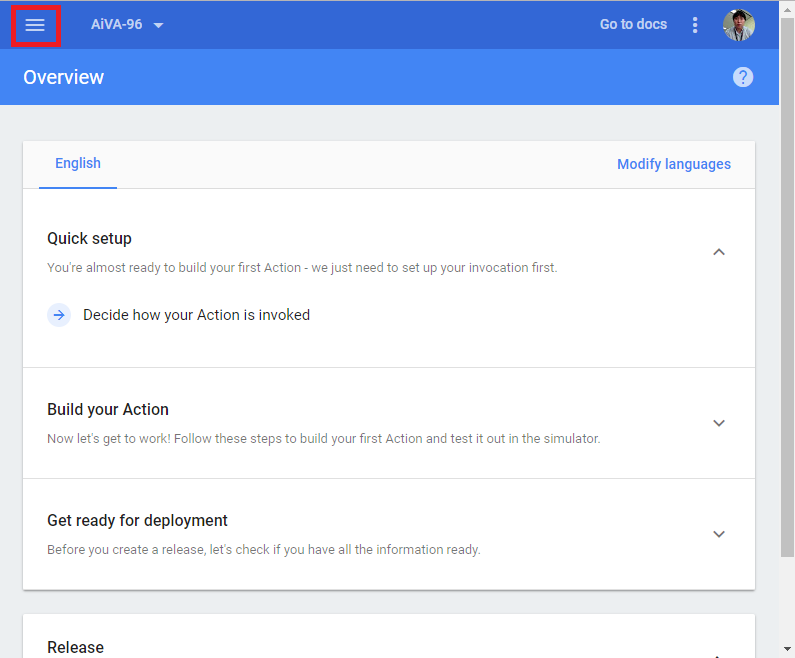 AiVA-96
Go to docs
Overview
?
English
Modify languages
Quick setup
You're almost ready to build your first Action - we just need to set up your invocation first.
Decide how your Action is invoked
Build your Action
Now let's get to work! Follow these steps to build your first Action and test it out in the simulator.
Get ready for deployment
Before you create a release, let's check if you have all the information ready.
Release